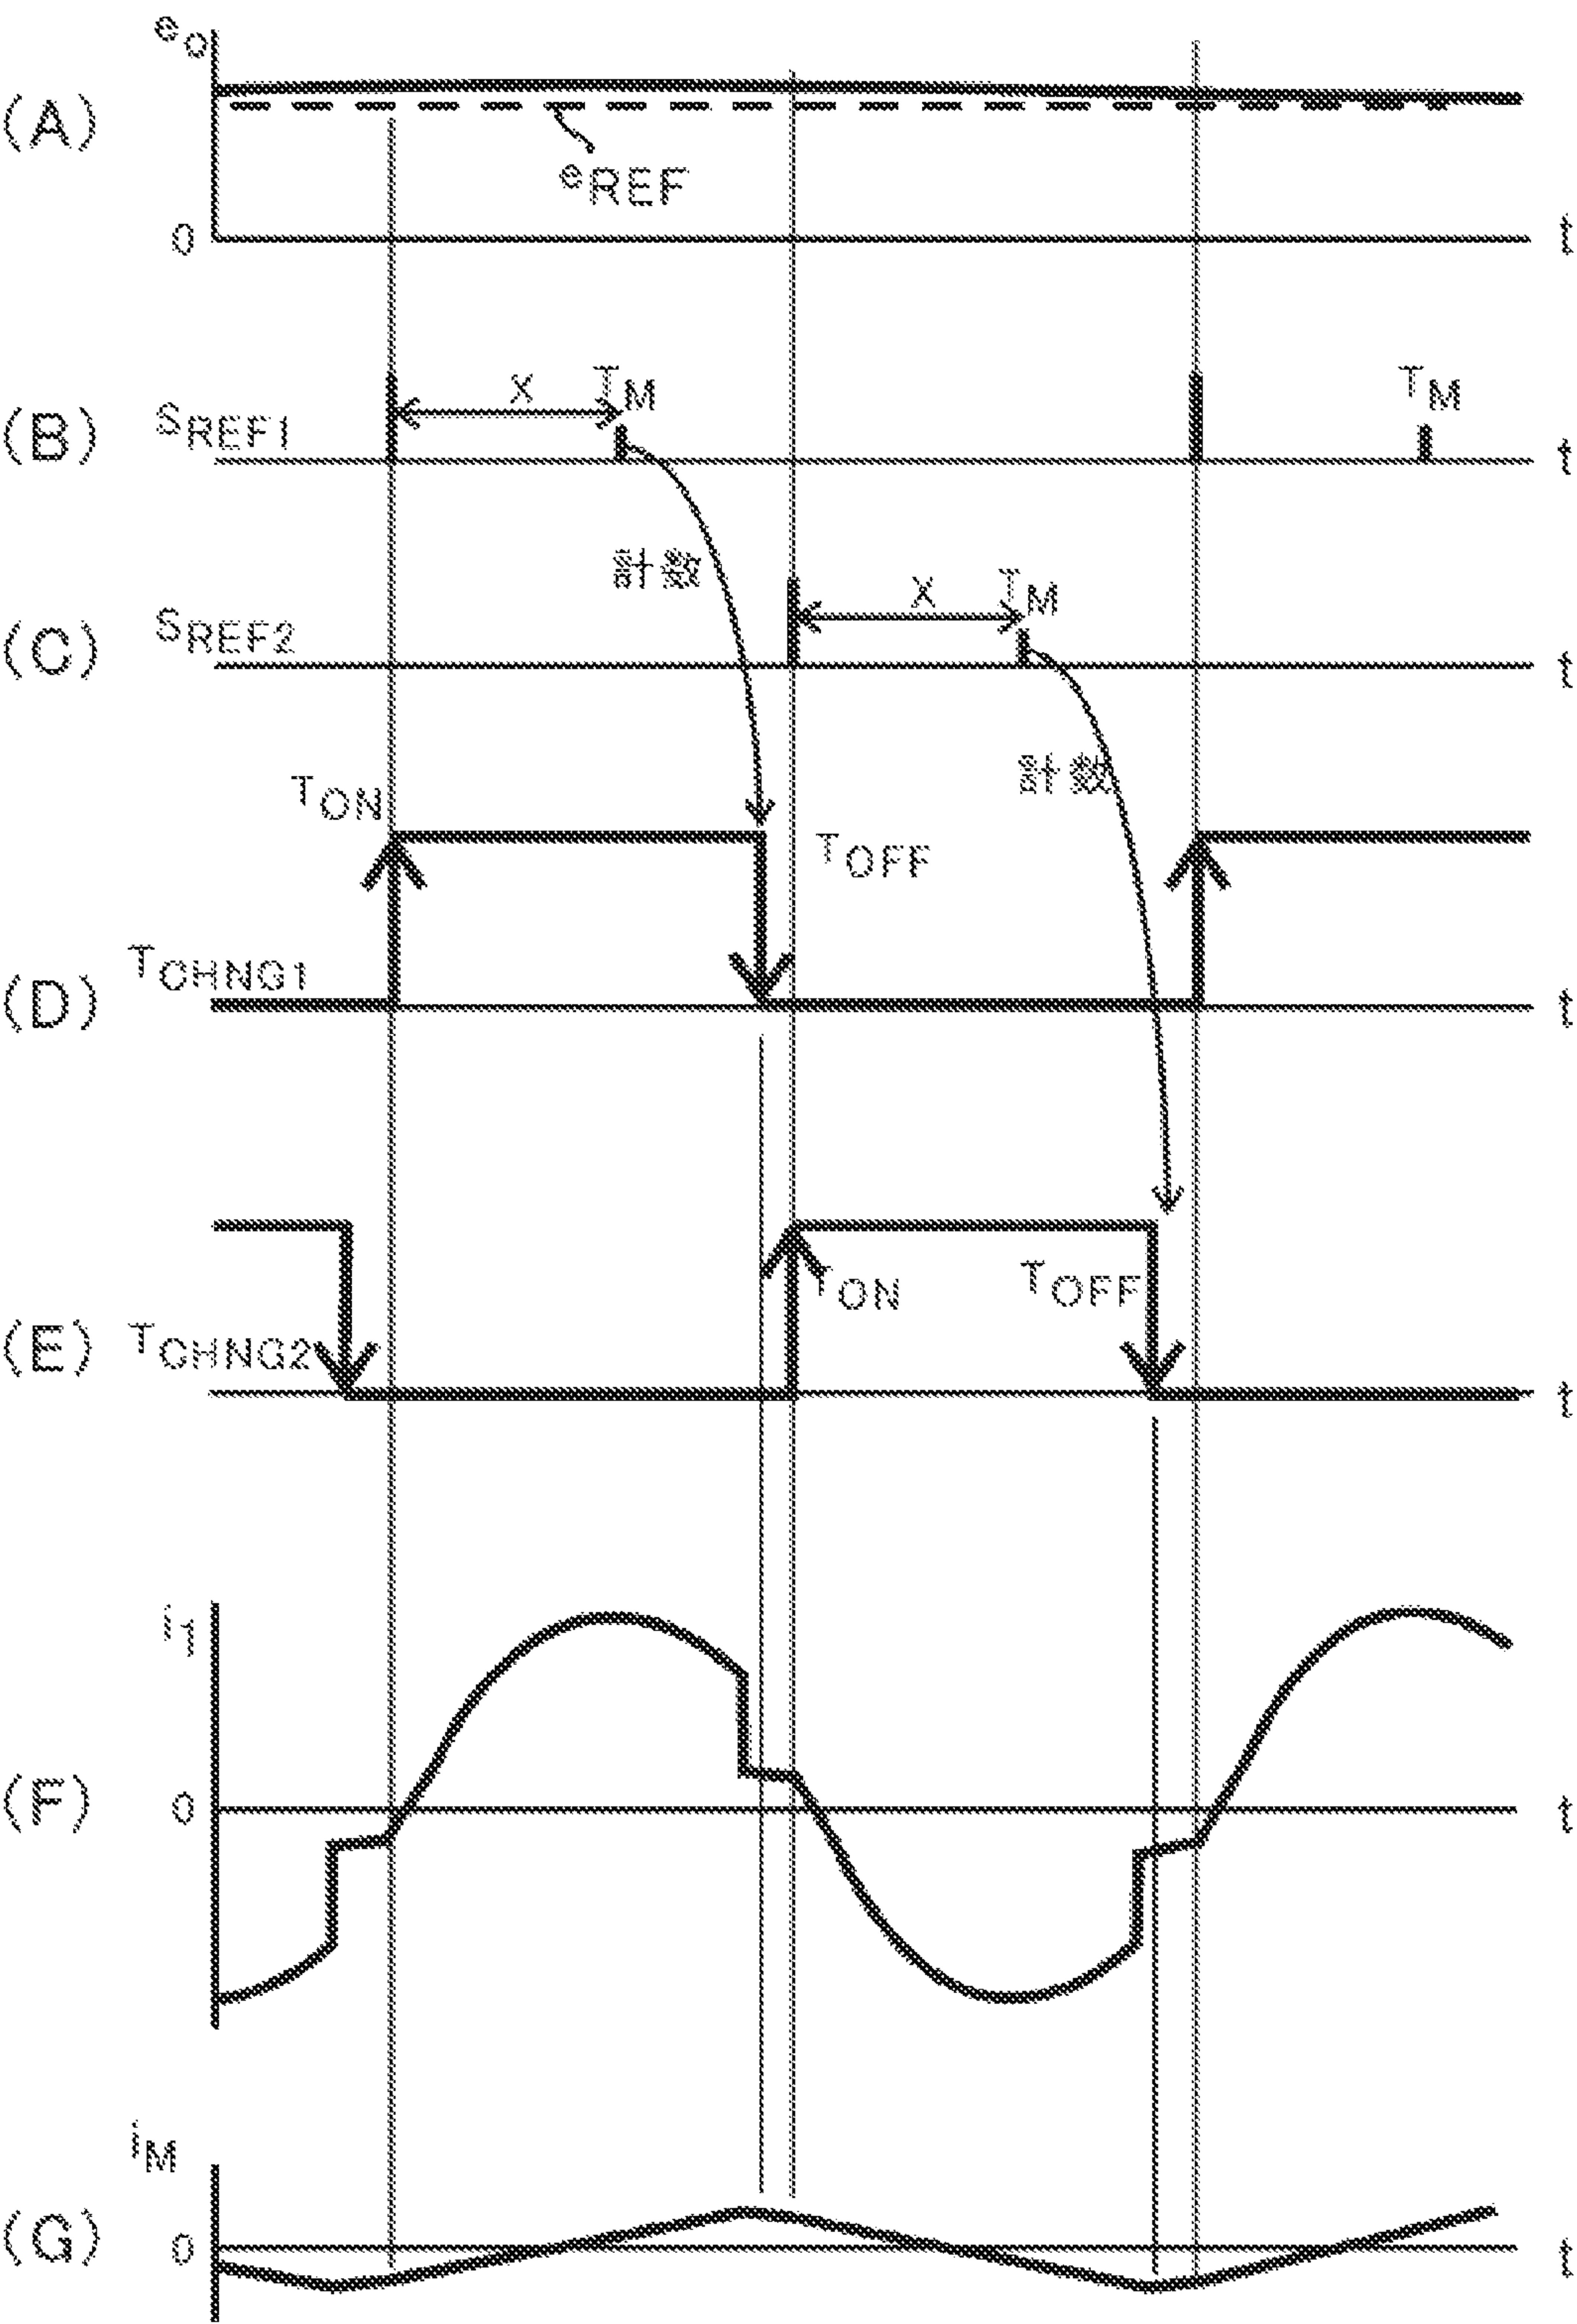 e₀
(A)
eREF
0
t
(B)
SREF1
X
TM
TM
t
計数
(C)
SREF2
X
TM
t
計数
TON
TOFF
(D)
TCHNG1
t
TON
TOFF
(E)
TCHNG2
t
i1
(F)
0
t
iM
(G)
0
t